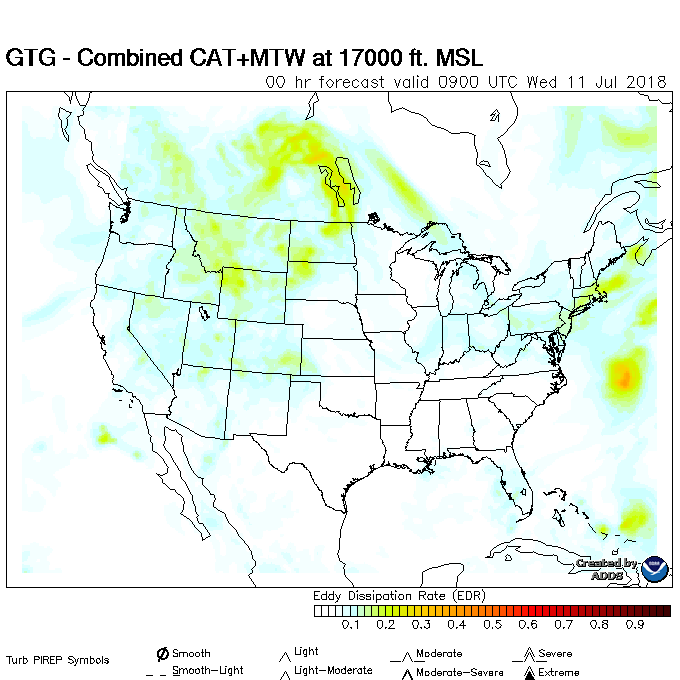 GTG - Combined CAT+MTW at 17000 ft. MSL
00 hr forecast valid 0900 UTC Wed 11 Jul 2018
Created by
ADDS
Eddy Dissipation Rate (EDR)
0.1 0.2 0.3 0.4 0.5 0.6 0.7 0.8 0.9
Turb PIREP Symbols
Smooth Light Moderate Severe
Smooth-Light Light-Moderate Moderate-Severe Extreme